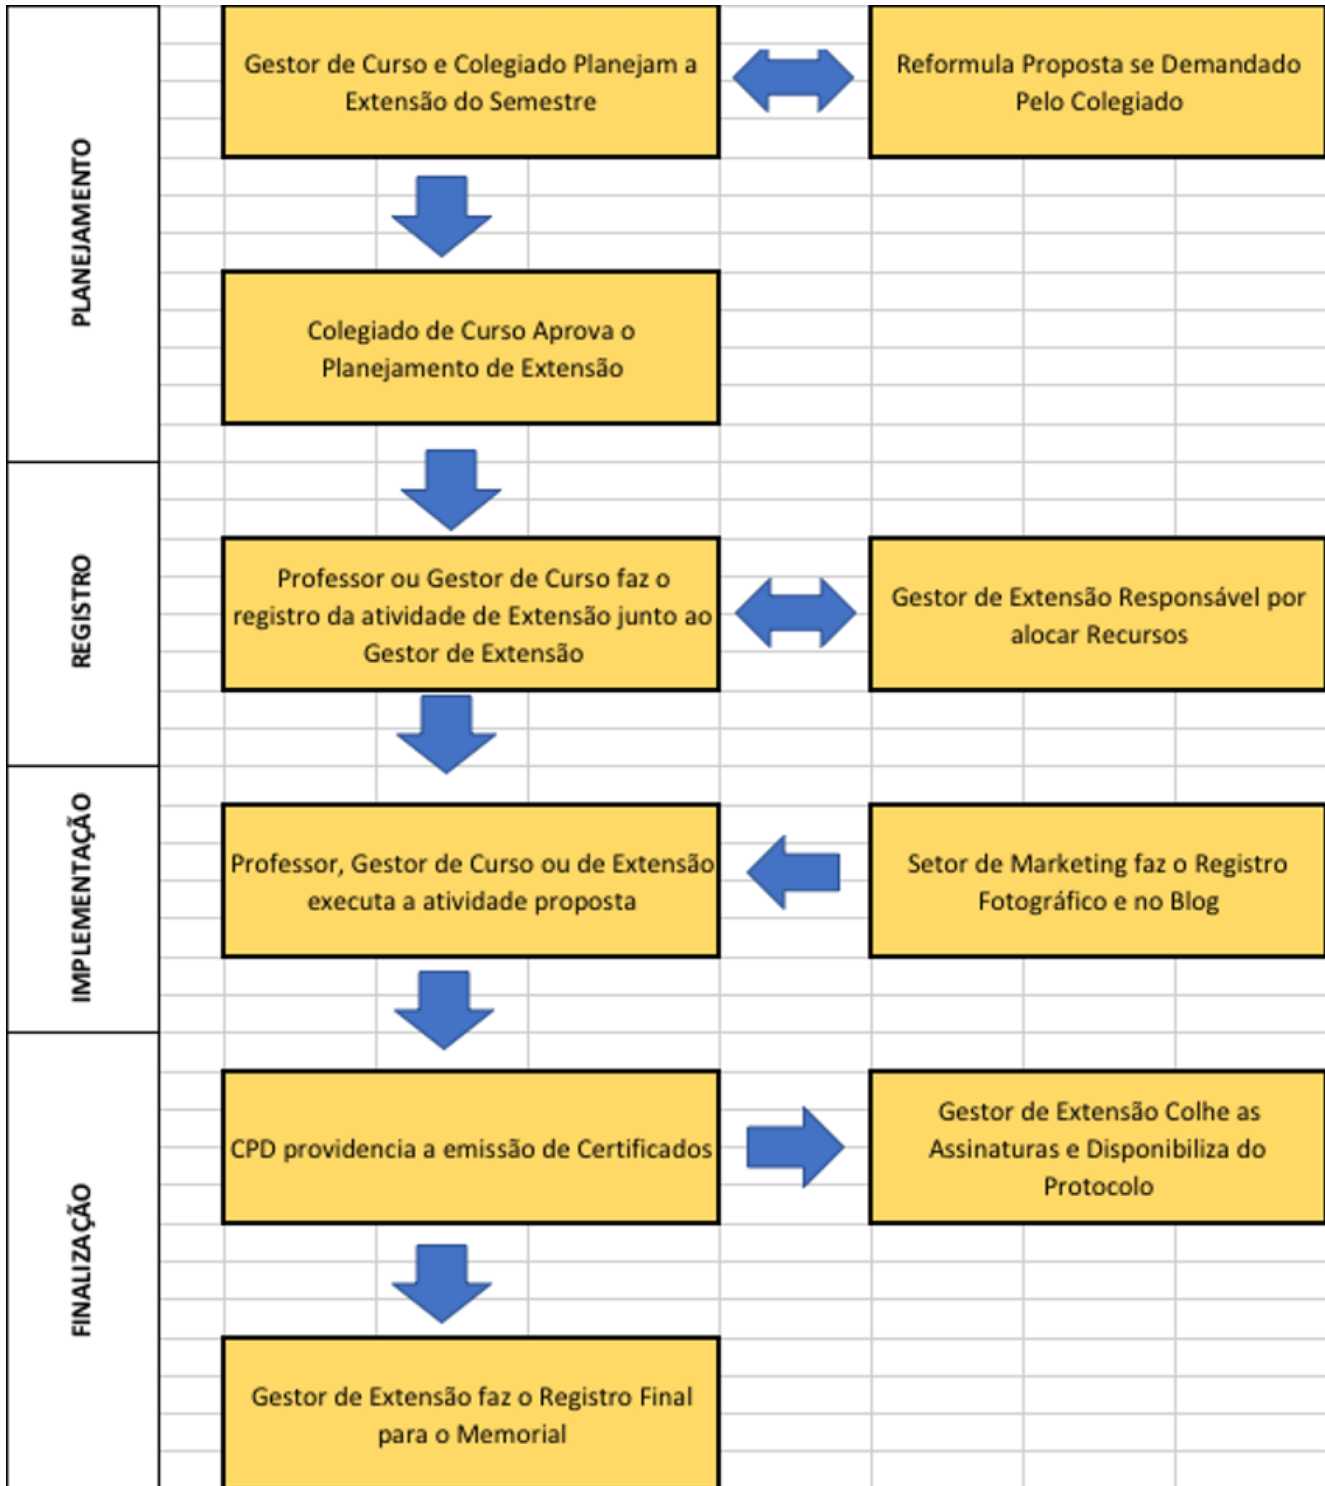 PLANEJAMENTO
Gestor de Curso e Colegiado Planejam a
Extensão do Semestre
Reformula Proposta se Demandado
Pelo Colegiado
Colegiado de Curso Aprova o
Planejamento de Extensão
REGISTRO
Professor ou Gestor de Curso faz o
registro da atividade de Extensão junto ao
Gestor de Extensão
Gestor de Extensão Responsável por
alocar Recursos
IMPLEMENTAÇÃO
Professor, Gestor de Curso ou de Extensão
executa a atividade proposta
Setor de Marketing faz o Registro
Fotográfico e no Blog
FINALIZAÇÃO
CPD providencia a emissão de Certificados
Gestor de Extensão Colhe as
Assinaturas e Disponibiliza do
Protocolo
Gestor de Extensão faz o Registro Final
para o Memorial